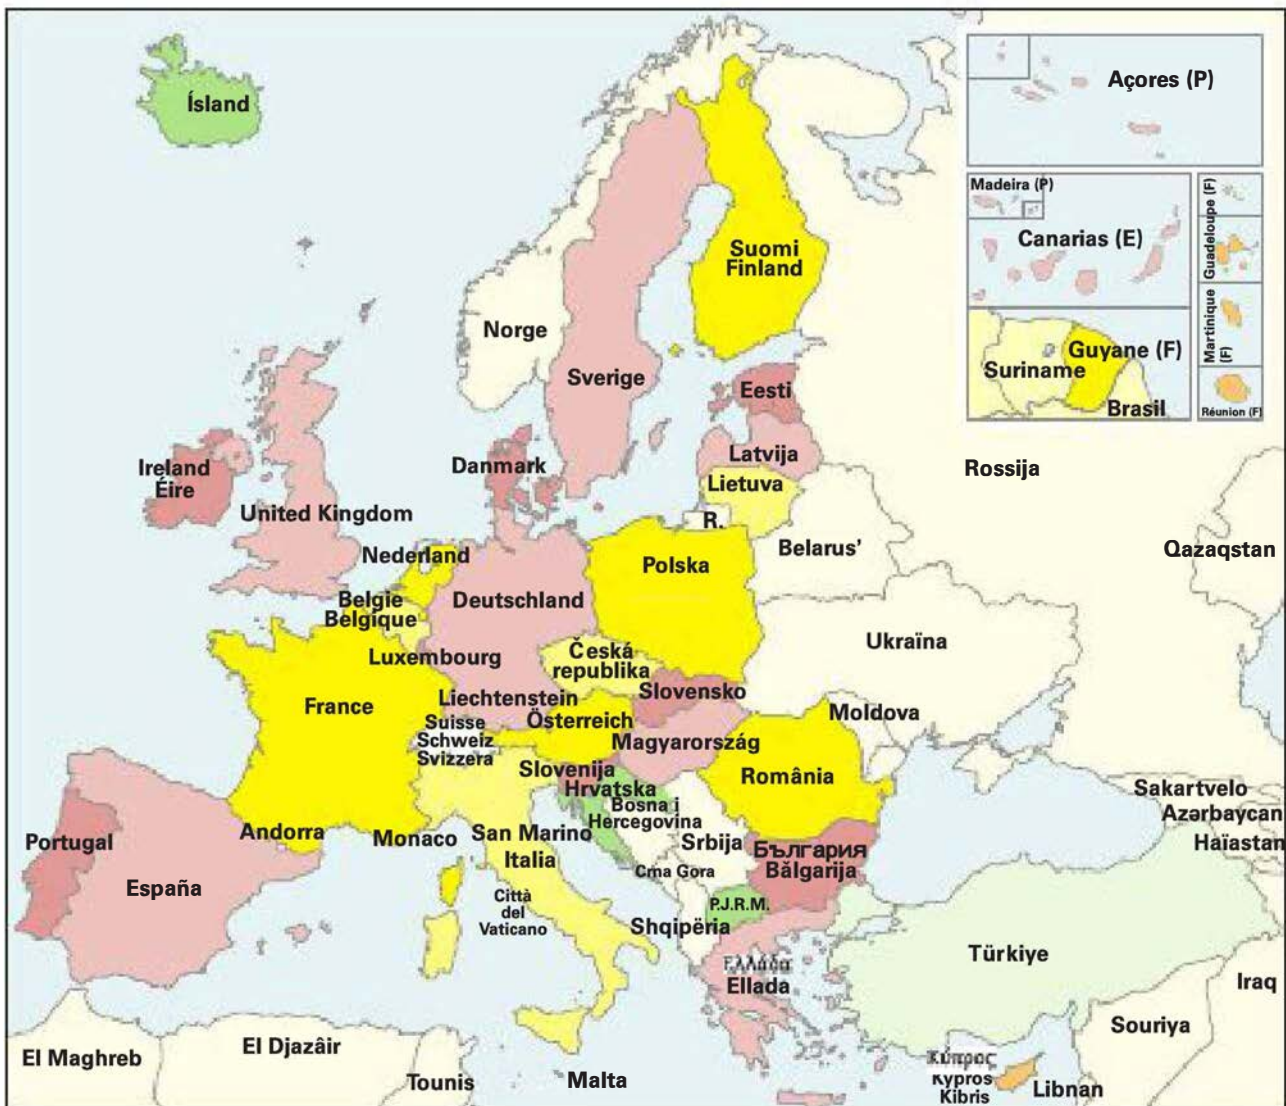 Ísland
Açores (P)
Madeira (P)
Canarias (E)
Guadeloupe (F)
Martinique
(F)
Réunion (F)
Guyane (F)
Suriname
Brasil
Suomi
Finland
Norge
Sverige
Eesti
Latvija
Lietuva
R.
Rossija
Ireland
Éire
United Kingdom
Danmark
Nederland
Belgie
Belgique
Luxembourg
Deutschland
Polska
Belarus’
Qazaqstan
Ukraïna
Česká
republika
Slovensko
France
Liechtenstein
Suisse
Schweiz
Svizzera
Österreich
Magyarország
Moldova
România
Slovenija
Hrvatska
Bosna i
Hercegovina
Srbija
Crna Gora
България
Bălgarija
P.J.R.M.
Shqipëria
Sakartvelo
Azərbaycan
Haïastan
Portugal
España
Andorra
Monaco
San Marino
Italia
Città
del
Vaticano
Ελλάδα
Ellada
Türkiye
Iraq
Souriya
Κύπρος
Kypros
Kibris
Libnan
El Maghreb
El Djazâir
Tounis
Malta